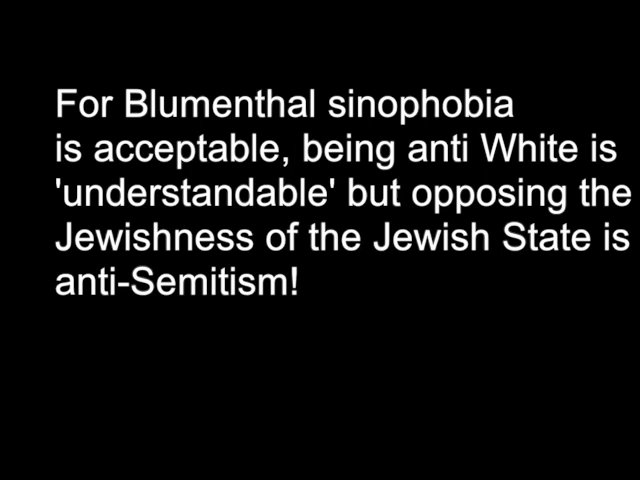 For Blumenthal sinophobia
is acceptable, being anti White is
'understandable' but opposing the
Jewishness of the Jewish State is
anti-Semitism!